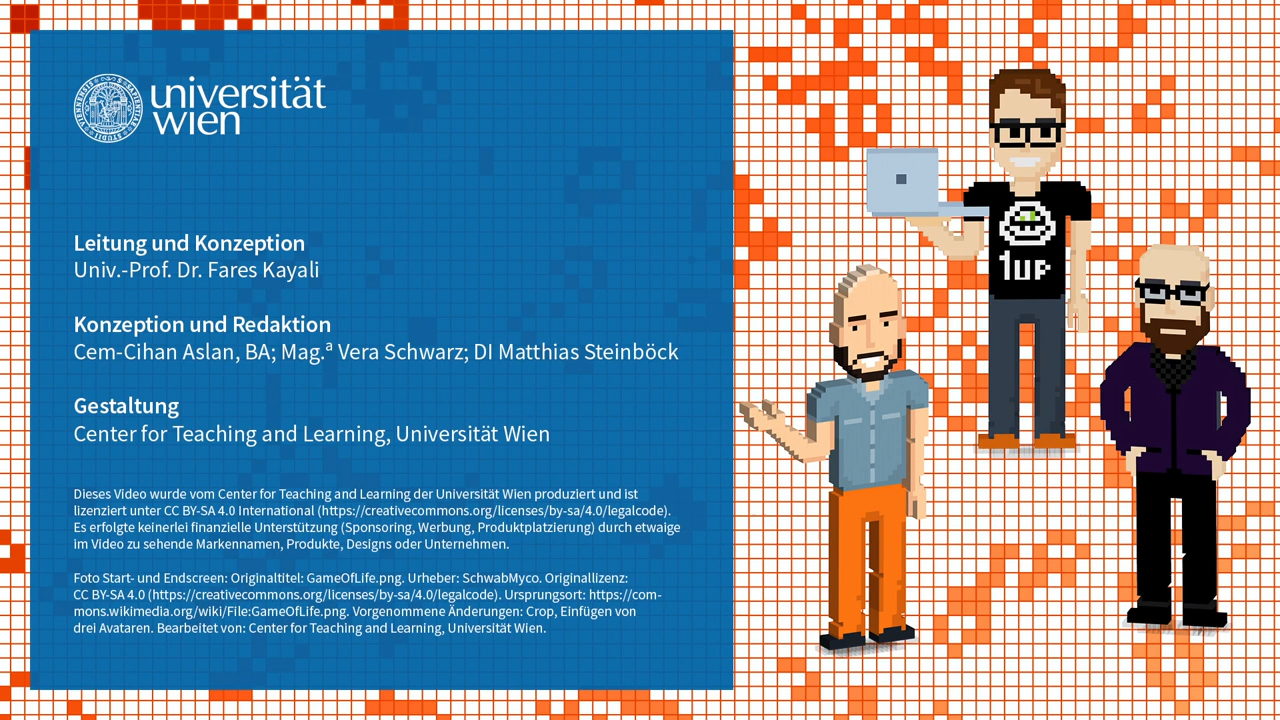 universität
wien
Leitung und Konzeption
Univ.-Prof. Dr. Fares Kayali
Konzeption und Redaktion
Cem-Cihan Aslan, BA; Mag.ª Vera Schwarz; DI Matthias Steinböck
Gestaltung
Center for Teaching and Learning, Universität Wien
Dieses Video wurde vom Center for Teaching and Learning der Universität Wien produziert und ist
lizenziert unter CC BY-SA 4.0 International (https://creativecommons.org/licenses/by-sa/4.0/legalcode).
Es erfolgte keinerlei finanzielle Unterstützung (Sponsoring, Werbung, Produktplatzierung) durch etwaige
im Video zu sehende Markennamen, Produkte, Designs oder Unternehmen.
Foto Start- und Endscreen: Originaltitel: GameOfLife.png. Urheber: SchwabMyco. Originallizenz:
CC BY-SA 4.0 (https://creativecommons.org/licenses/by-sa/4.0/legalcode). Ursprungsort: https://com-
mons.wikimedia.org/wiki/File:GameOfLife.png. Vorgenommene Änderungen: Crop, Einfügen von
drei Avataren. Bearbeitet von: Center for Teaching and Learning, Universität Wien.
1UP